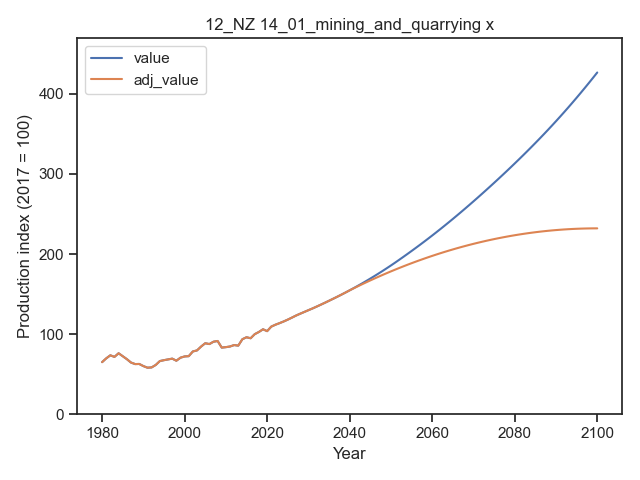 12_NZ 14_01_mining_and_quarrying x
value
adj_value
Production index (2017 = 100)
400
300
200
100
0
1980
2000
2020
2040
2060
2080
2100
Year